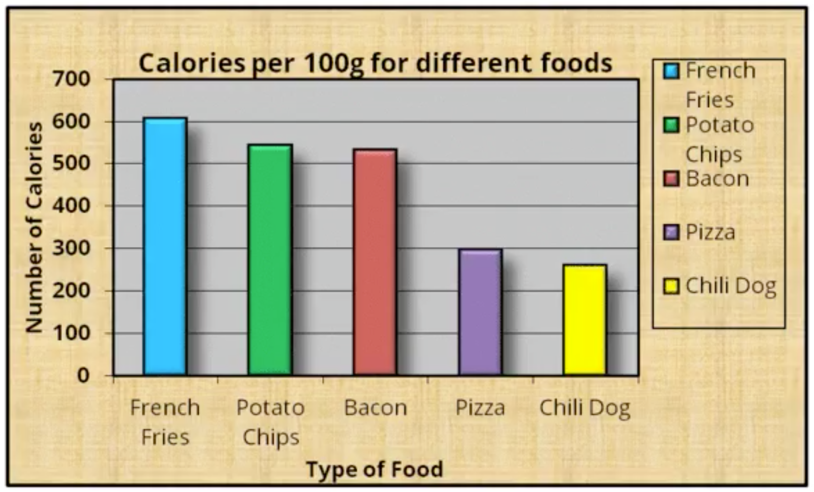 Calories per 100g for different foods
Number of Calories
700
600
500
400
300
200
100
0
French
Fries
Potato
Chips
Bacon
Pizza
Chili Dog
Type of Food
French
Fries
Potato
Chips
Bacon
Pizza
Chili Dog